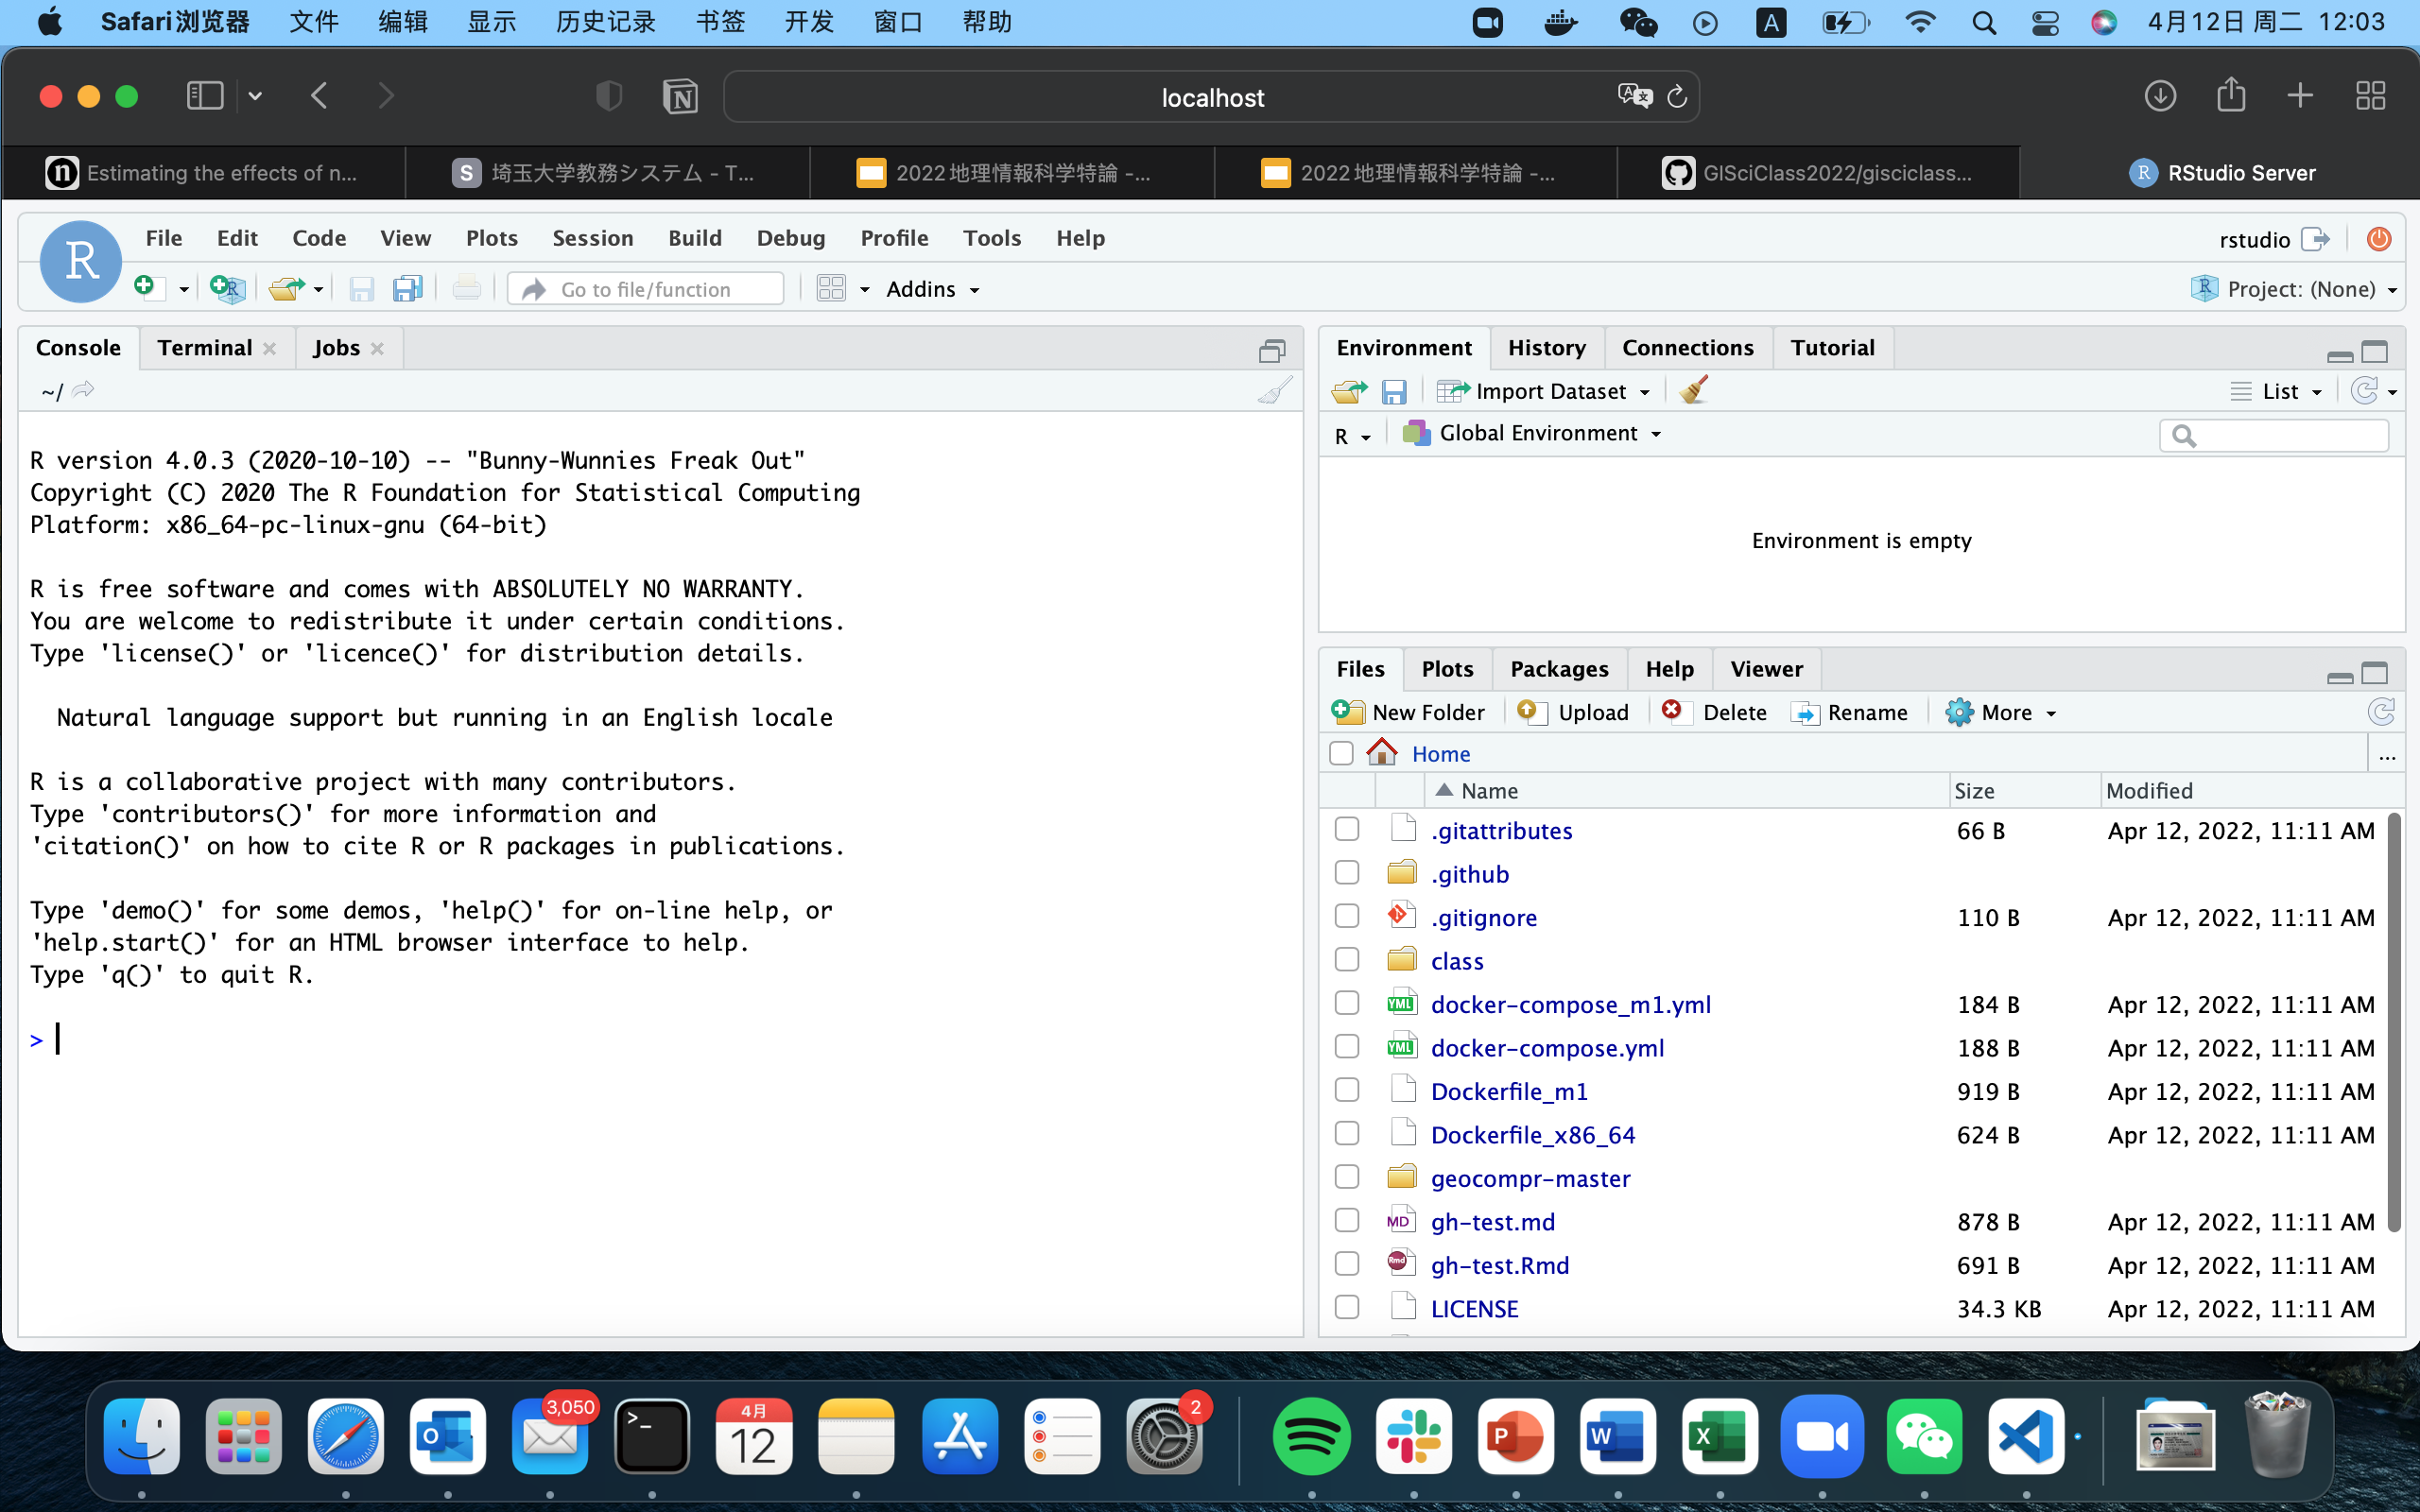 Safari浏览器 文件 编辑 显示 历史记录 书签 开发 窗口 帮助 A 4月12日 周二 12:03
localhost
Estimating the effects of n... S 埼玉大学教務システム - T... 2022地理情報科学特論 -... 2022地理情報科学特論 -... GISciClass2022/gisciclass... R RStudio Server
R File Edit Code View Plots Session Build Debug Profile Tools Help rstudio
Go to file/function Addins Project: (None)
Console Terminal Jobs
~/
R version 4.0.3 (2020-10-10) -- "Bunny-Wunnies Freak Out"
Copyright (C) 2020 The R Foundation for Statistical Computing
Platform: x86_64-pc-linux-gnu (64-bit)
R is free software and comes with ABSOLUTELY NO WARRANTY.
You are welcome to redistribute it under certain conditions.
Type 'license()' or 'licence()' for distribution details.
Natural language support but running in an English locale
R is a collaborative project with many contributors.
Type 'contributors()' for more information and
'citation()' on how to cite R or R packages in publications.
Type 'demo()' for some demos, 'help()' for on-line help, or
'help.start()' for an HTML browser interface to help.
Type 'q()' to quit R.
>
Environment History Connections Tutorial
Import Dataset List
R Global Environment
Environment is empty
Files Plots Packages Help Viewer
New Folder Upload Delete Rename More
Home ...
Name Size Modified
.gitattributes 66 B Apr 12, 2022, 11:11 AM
.github
.gitignore 110 B Apr 12, 2022, 11:11 AM
class
YML docker-compose_m1.yml 184 B Apr 12, 2022, 11:11 AM
YML docker-compose.yml 188 B Apr 12, 2022, 11:11 AM
Dockerfile_m1 919 B Apr 12, 2022, 11:11 AM
Dockerfile_x86_64 624 B Apr 12, 2022, 11:11 AM
geocompr-master
MD gh-test.md 878 B Apr 12, 2022, 11:11 AM
Rmd gh-test.Rmd 691 B Apr 12, 2022, 11:11 AM
LICENSE 34.3 KB Apr 12, 2022, 11:11 AM
3,050 4月 12 2 P W X